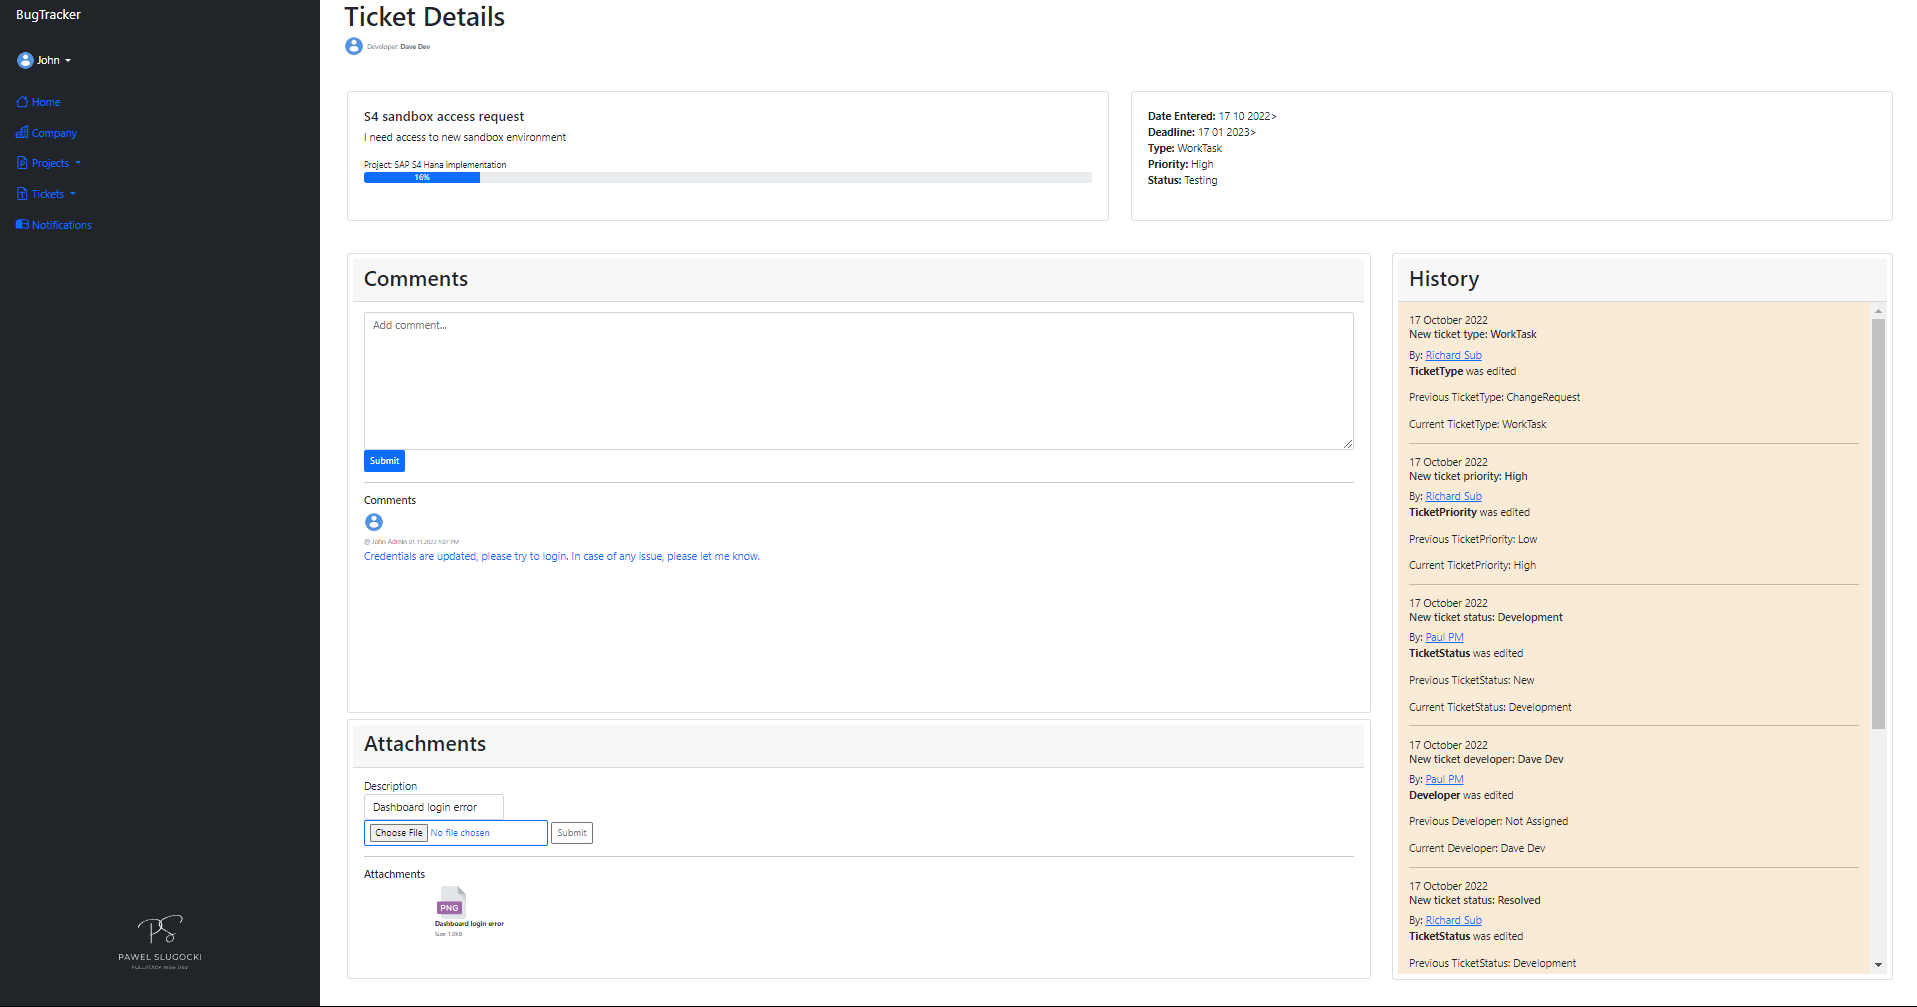 BugTracker
John
Home
Company
Projects
Tickets
Notifications
PS
PAWEL SLUGOCKI
FULLSTACK WEB DEV
Ticket Details
Developer: Dave Dev
S4 sandbox access request
I need access to new sandbox environment
Project: SAP S4 Hana implementation
16%
Date Entered: 17 10 2022>
Deadline: 17 01 2023>
Type: WorkTask
Priority: High
Status: Testing
Comments
Add comment...
Submit
Comments
@ John Admin 01.11.2022 1:07 PM
Credentials are updated, please try to login. In case of any issue, please let me know.
Attachments
Description
Dashboard login error
Choose File No file chosen
Submit
Attachments
PNG
Dashboard login error
Size: 1.0KB
History
17 October 2022
New ticket type: WorkTask
By: Richard Sub
TicketType was edited
Previous TicketType: ChangeRequest
Current TicketType: WorkTask
17 October 2022
New ticket priority: High
By: Richard Sub
TicketPriority was edited
Previous TicketPriority: Low
Current TicketPriority: High
17 October 2022
New ticket status: Development
By: Paul PM
TicketStatus was edited
Previous TicketStatus: New
Current TicketStatus: Development
17 October 2022
New ticket developer: Dave Dev
By: Paul PM
Developer was edited
Previous Developer: Not Assigned
Current Developer: Dave Dev
17 October 2022
New ticket status: Resolved
By: Richard Sub
TicketStatus was edited
Previous TicketStatus: Development